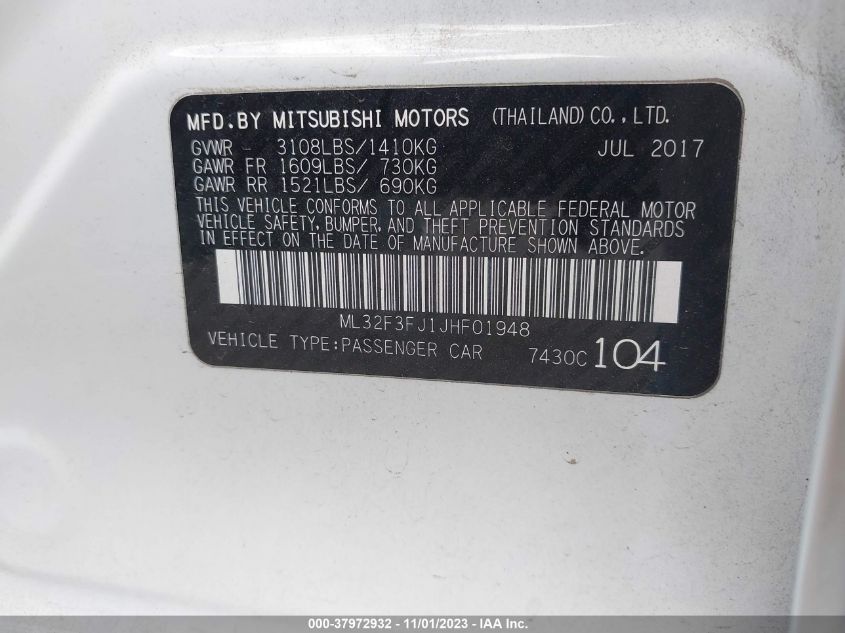 MFD.BY MITSUBISHI MOTORS (THAILAND) CO.,LTD.
GVWR - 3108LBS/1410KG JUL 2017
GAWR FR 1609LBS/ 730KG
GAWR RR 1521LBS/ 690KG
THIS VEHICLE CONFORMS TO ALL APPLICABLE FEDERAL MOTOR
VEHICLE SAFETY, BUMPER, AND THEFT PREVENTION STANDARDS
IN EFFECT ON THE DATE OF MANUFACTURE SHOWN ABOVE.
ML32F3FJ1JHF01948
VEHICLE TYPE:PASSENGER CAR 7430C 104
000-37972932 - 11/01/2023 - © IAA Inc.